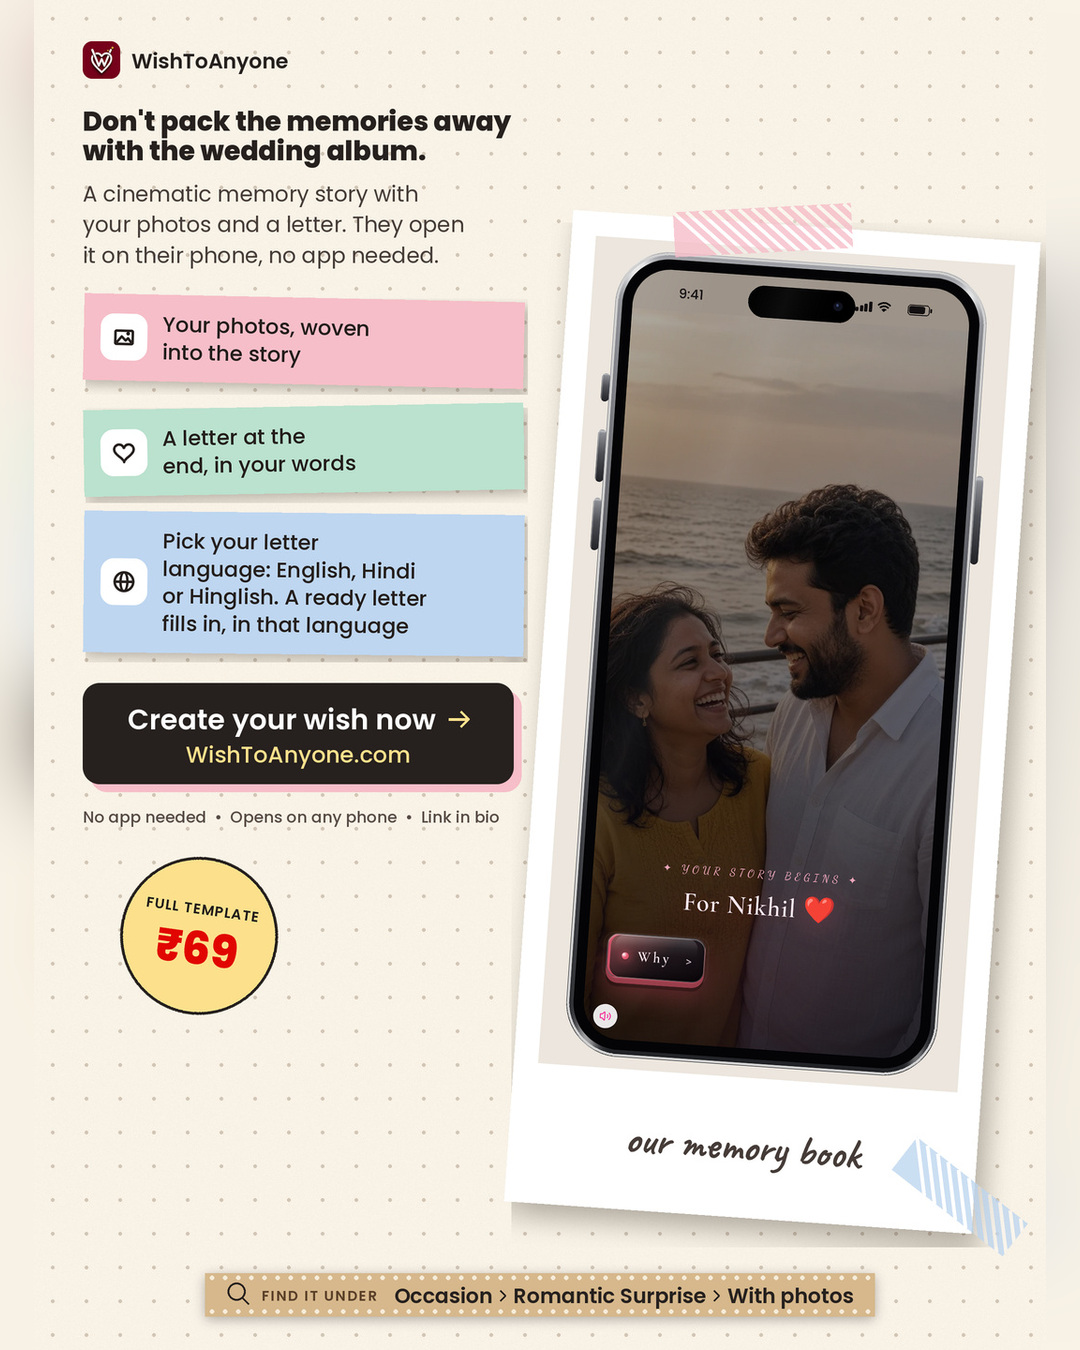 WishToAnyone
Don't pack the memories away
with the wedding album.
A cinematic memory story with
your photos and a letter. They open
it on their phone, no app needed.
Your photos, woven
into the story
A letter at the
end, in your words
Pick your letter
language: English, Hindi
or Hinglish. A ready letter
fills in, in that language
Create your wish now →
WishToAnyone.com
No app needed • Opens on any phone • Link in bio
FULL TEMPLATE
₹69
9:41
✦ YOUR STORY BEGINS ✦
For Nikhil ❤️
Why >
our memory book
FIND IT UNDER Occasion > Romantic Surprise > With photos